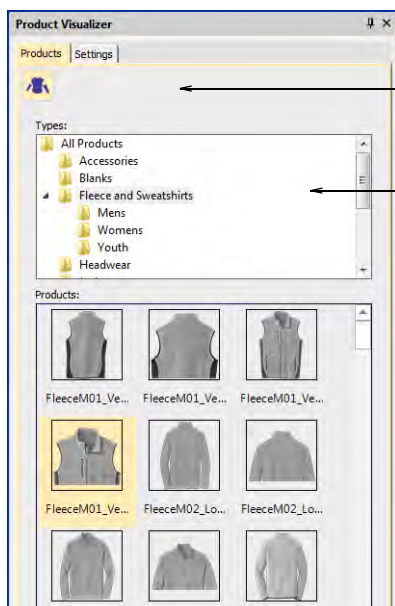 Product Visualizer
Products Settings
Types:
All Products
Accessories
Blanks
Fleece and Sweatshirts
Mens
Womens
Youth
Headwear
Products:
FleeceM01_Ve... FleeceM01_Ve... FleeceM01_Ve...
FleeceM01_Ve... FleeceM02_Lo... FleeceM02_Lo...